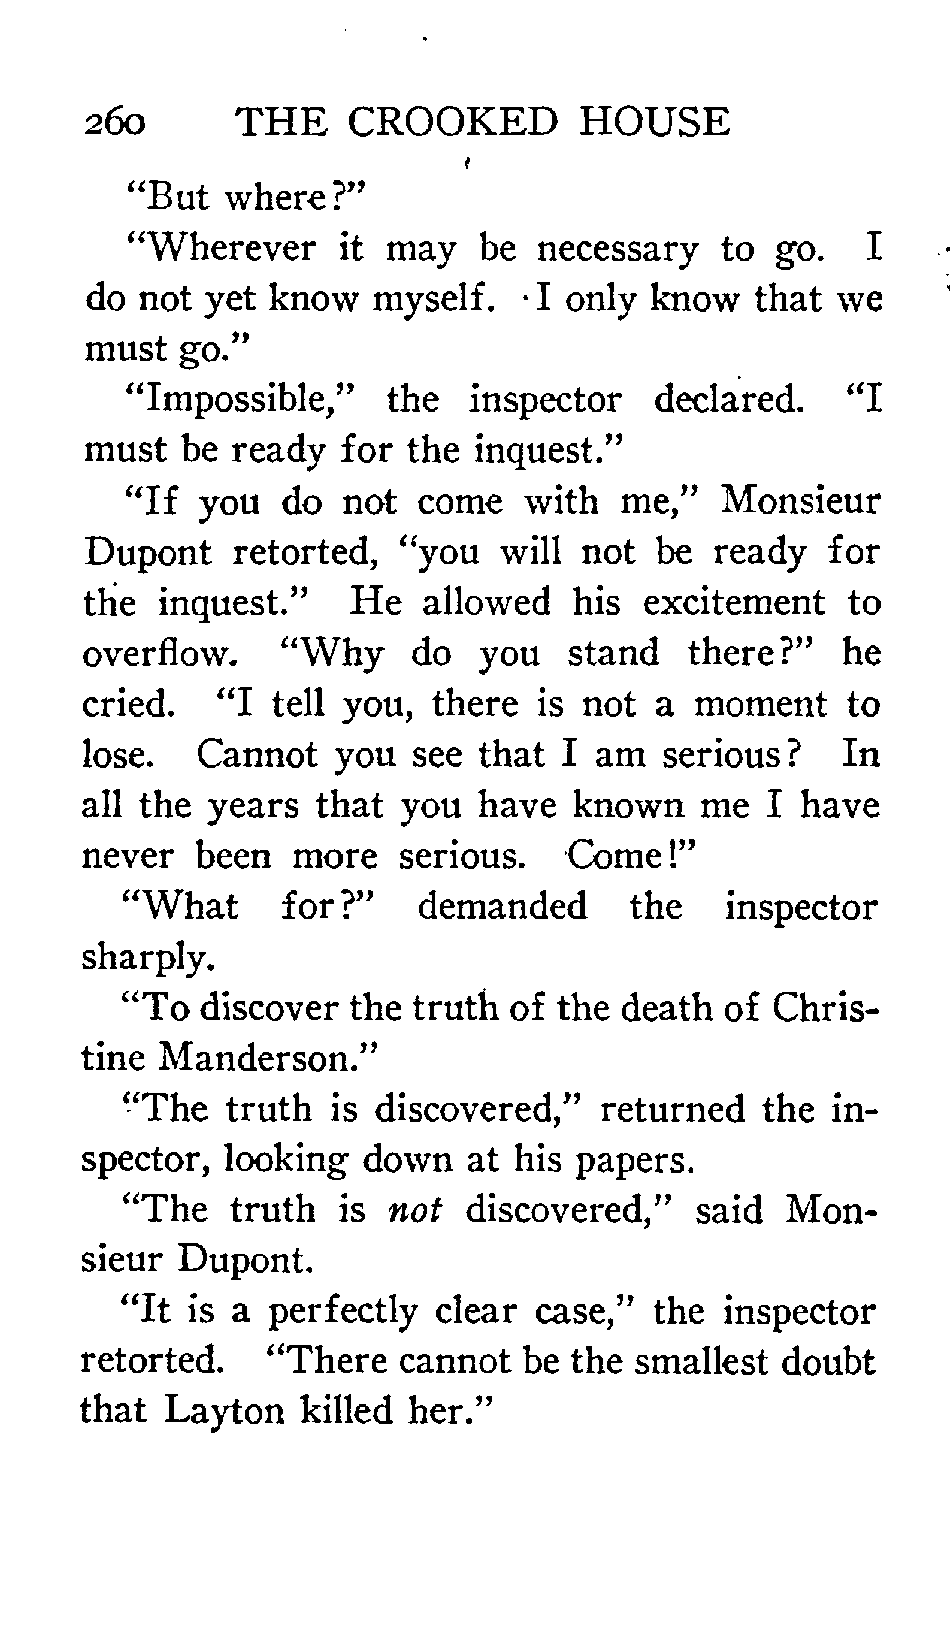 260 THE CROOKED HOUSE
“But where?”
“Wherever it may be necessary to go. I
do not yet know myself. I only know that we
must go.”
“Impossible,” the inspector declared. “I
must be ready for the inquest.”
“If you do not come with me,” Monsieur
Dupont retorted, “you will not be ready for
the inquest.” He allowed his excitement to
overflow. “Why do you stand there?” he
cried. “I tell you, there is not a moment to
lose. Cannot you see that I am serious? In
all the years that you have known me I have
never been more serious. Come!”
“What for?” demanded the inspector
sharply.
“To discover the truth of the death of Chris-
tine Manderson.”
“The truth is discovered,” returned the in-
spector, looking down at his papers.
“The truth is not discovered,” said Mon-
sieur Dupont.
“It is a perfectly clear case,” the inspector
retorted. “There cannot be the smallest doubt
that Layton killed her.”